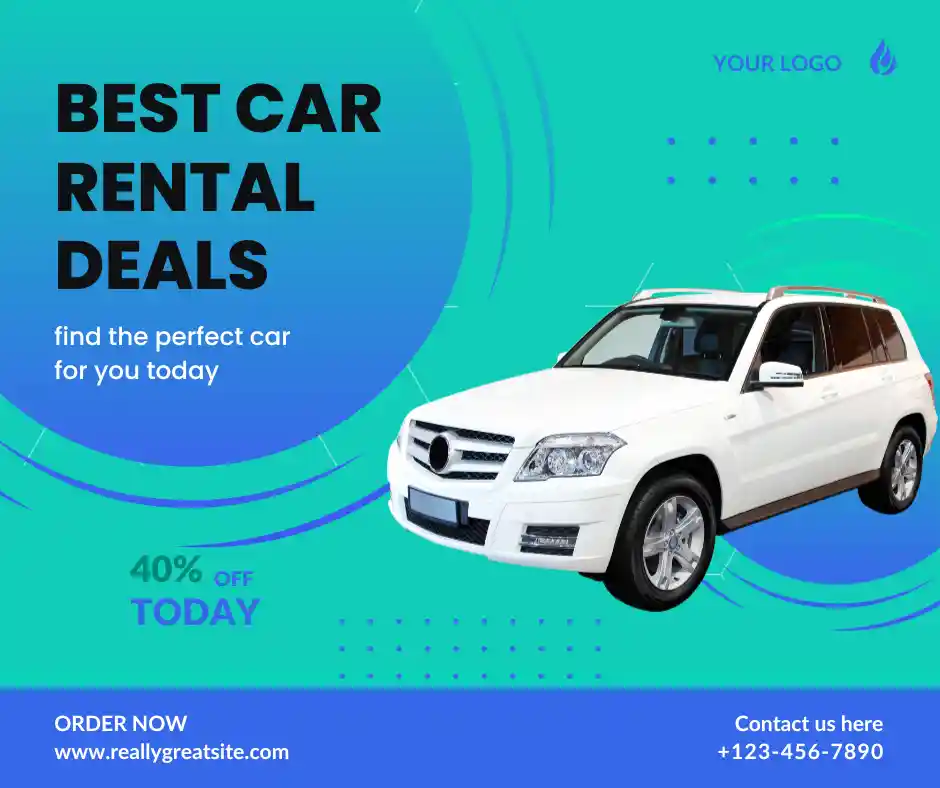 YOUR LOGO
BEST CAR
RENTAL
DEALS
find the perfect car
for you today
40% OFF
TODAY
ORDER NOW
www.reallygreatsite.com
Contact us here
+123-456-7890